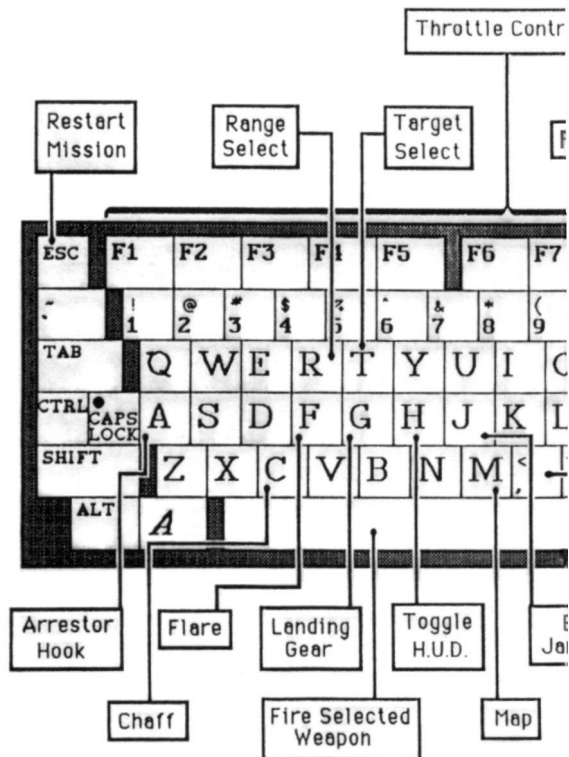 Throttle Contr
Restart
Mission
Range
Select
Target
Select
ESC F1 F2 F3 F4 F5 F6 F7
~ ` ! 1 @ 2 # 3 $ 4 % 5 ^ 6 & 7 * 8 ( 9
TAB Q W E R T Y U I
CTRL CAPS LOCK A S D F G H J K L
SHIFT Z X C V B N M < ,
ALT A
Arrestor
Hook
Flare
Landing
Gear
Toggle
H.U.D.
Chaff
Fire Selected
Weapon
Map